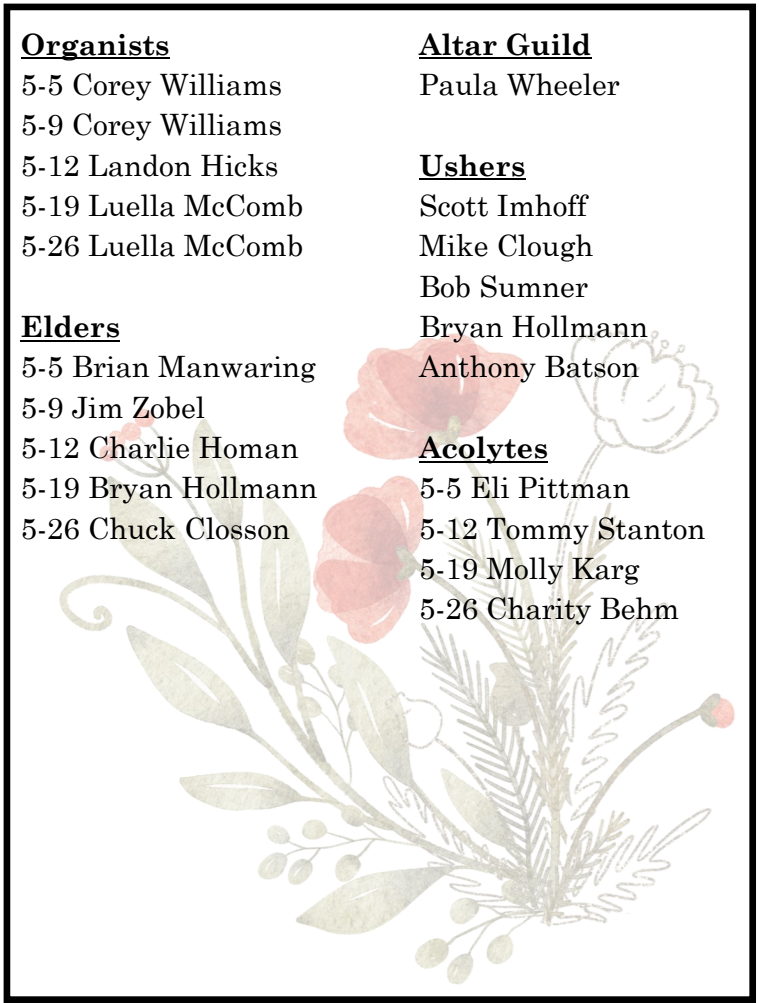 Organists
5-5 Corey Williams
5-9 Corey Williams
5-12 Landon Hicks
5-19 Luella McComb
5-26 Luella McComb
Elders
5-5 Brian Manwaring
5-9 Jim Zobel
5-12 Charlie Homan
5-19 Bryan Hollmann
5-26 Chuck Closson
Altar Guild
Paula Wheeler
Ushers
Scott Imhoff
Mike Clough
Bob Sumner
Bryan Hollmann
Anthony Batson
Acolytes
5-5 Eli Pittman
5-12 Tommy Stanton
5-19 Molly Karg
5-26 Charity Behm